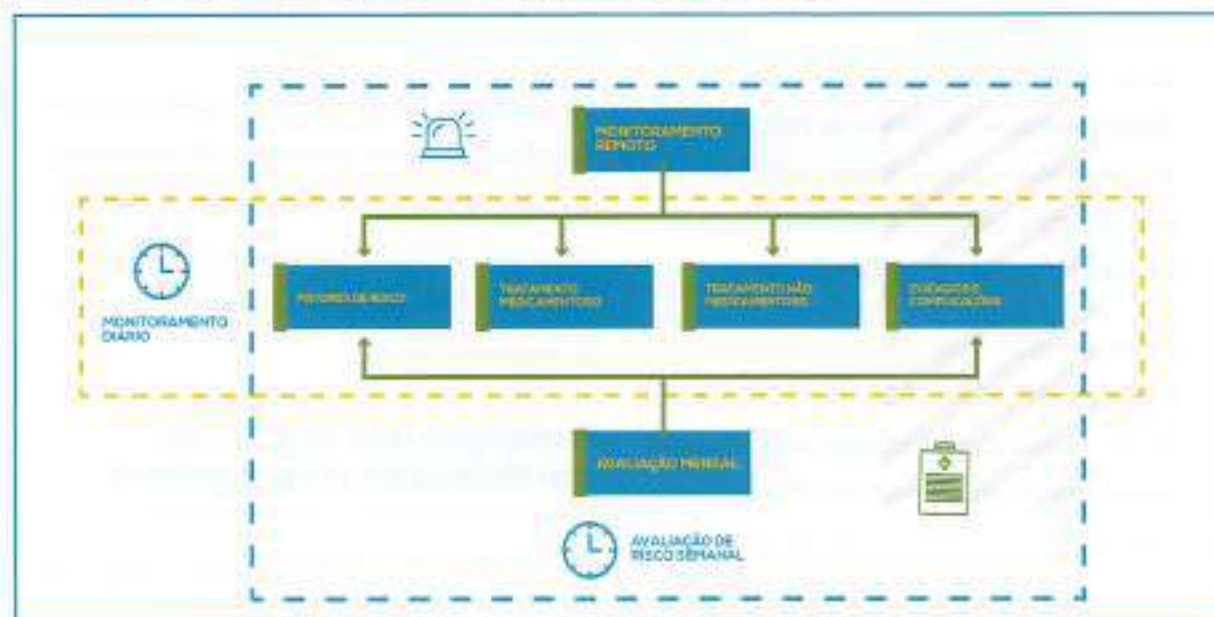 MONITORAMENTO
REMOTO
FATORES DE RISCO
TRATAMENTO
MEDICAMENTOSO
TRATAMENTO NÃO
MEDICAMENTOSO
CUIDADOS E
COMPLICAÇÕES
MONITORAMENTO
DIÁRIO
AVALIAÇÃO MENSAL
AVALIAÇÃO DE
RISCO SEMANAL